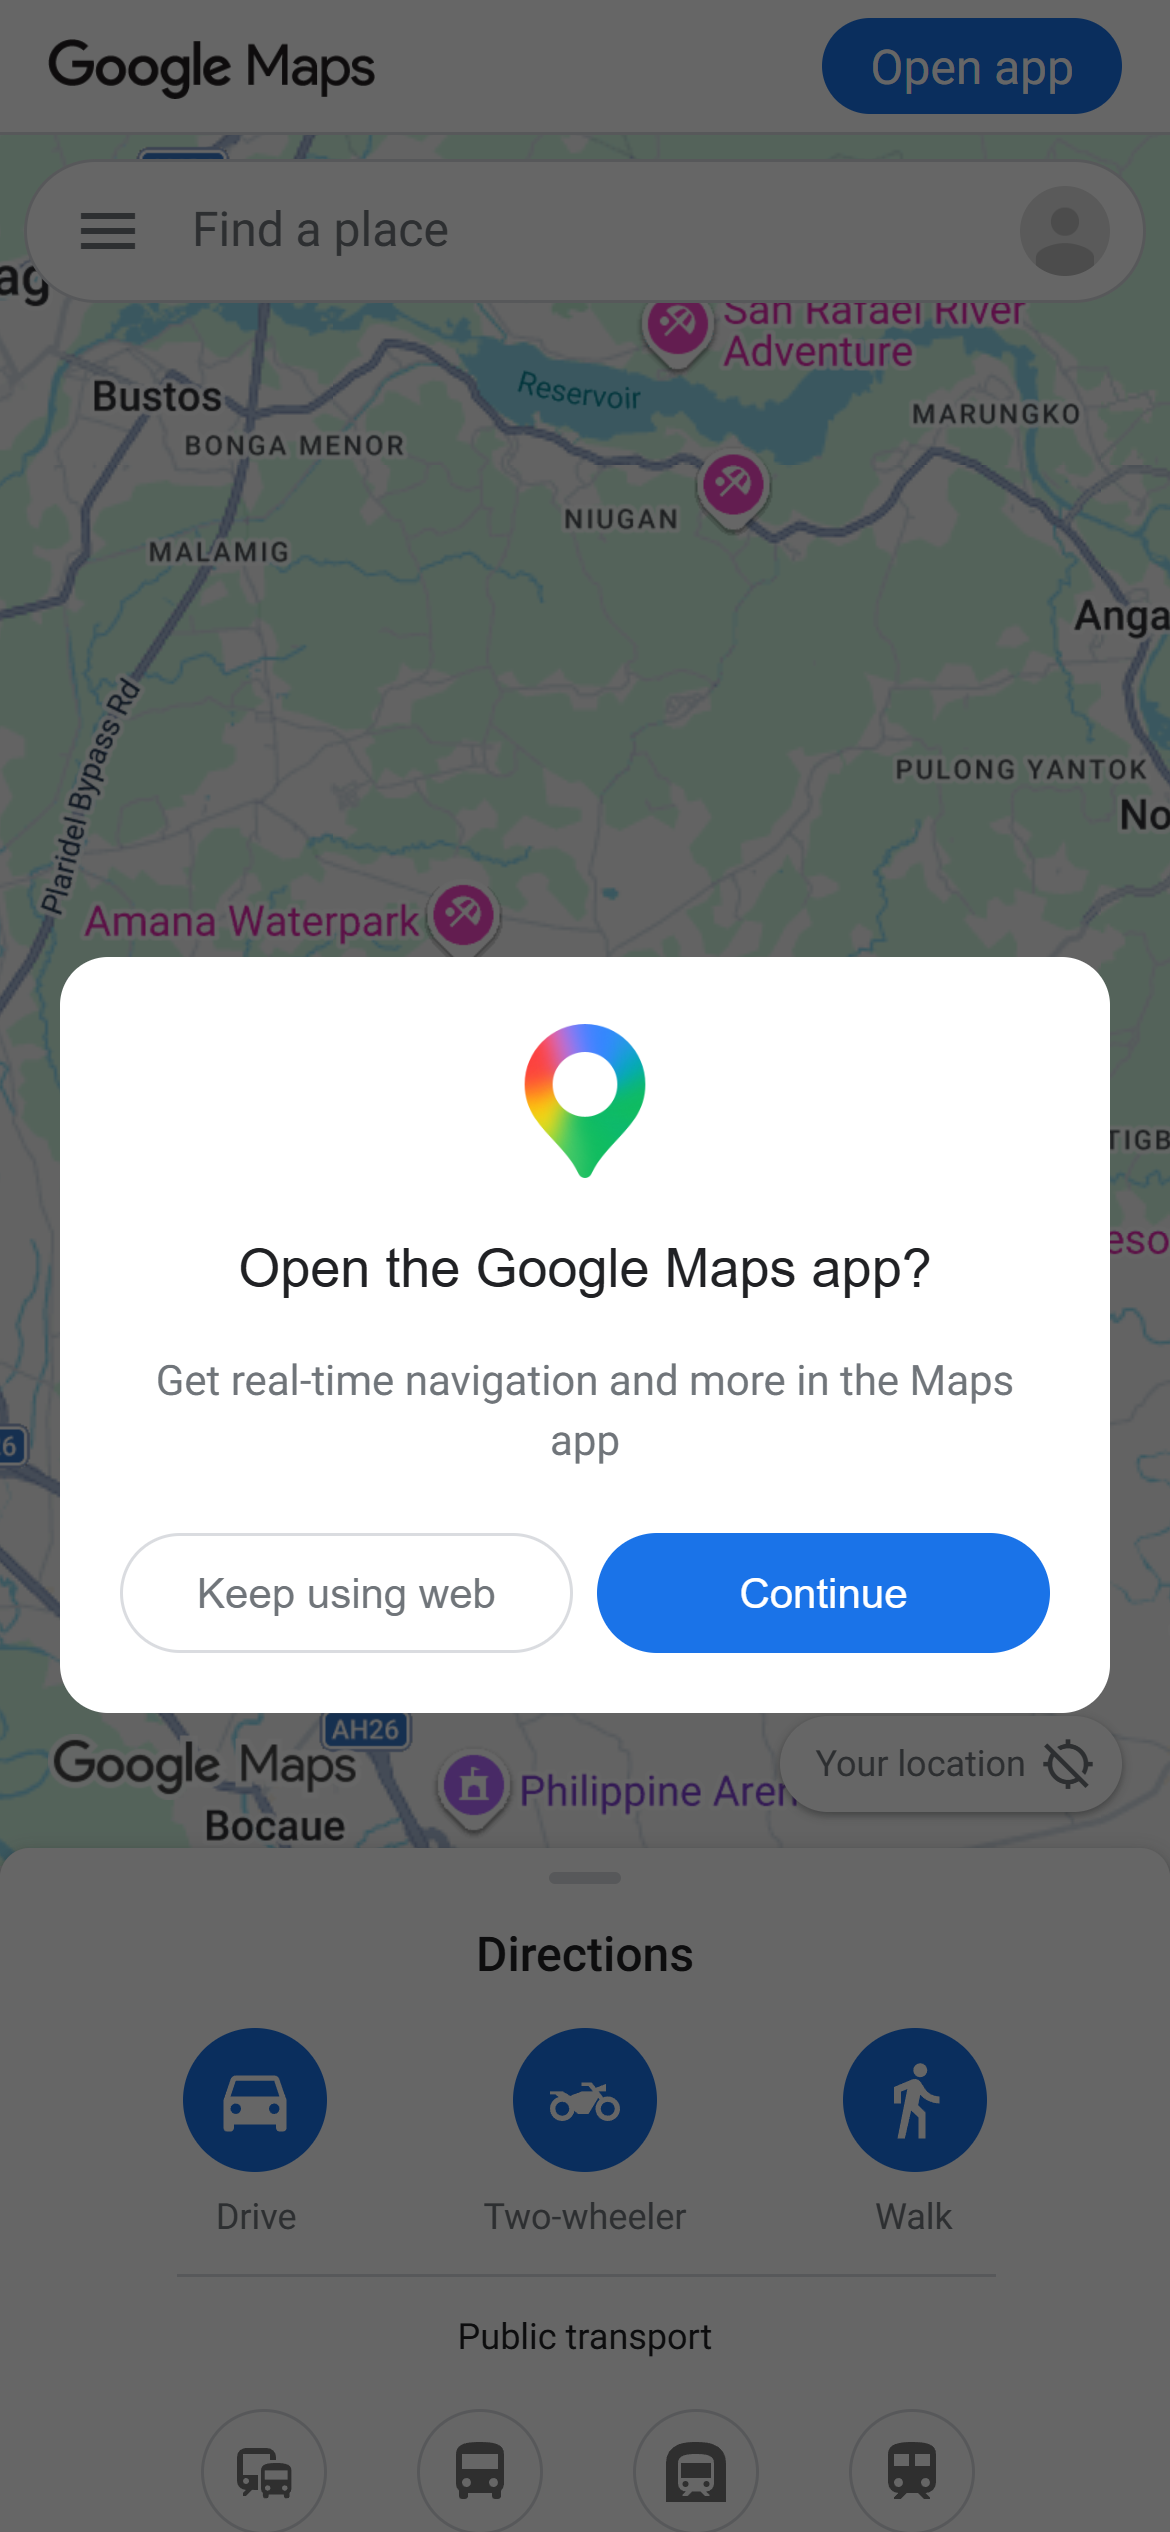 Google Maps
Open app
Find a place
San Rafael River
Adventure
Reservoir
Bustos
MARUNGKO
BONGA MENOR
NIUGAN
MALAMIG
Plaridel Bypass Rd
PULONG YANTOK
Amana Waterpark
Open the Google Maps app?
Get real-time navigation and more in the Maps
app
Keep using web
Continue
AH26
Google Maps
Your location
Philippine Aren
Bocaue
Directions
Drive
Two-wheeler
Walk
Public transport